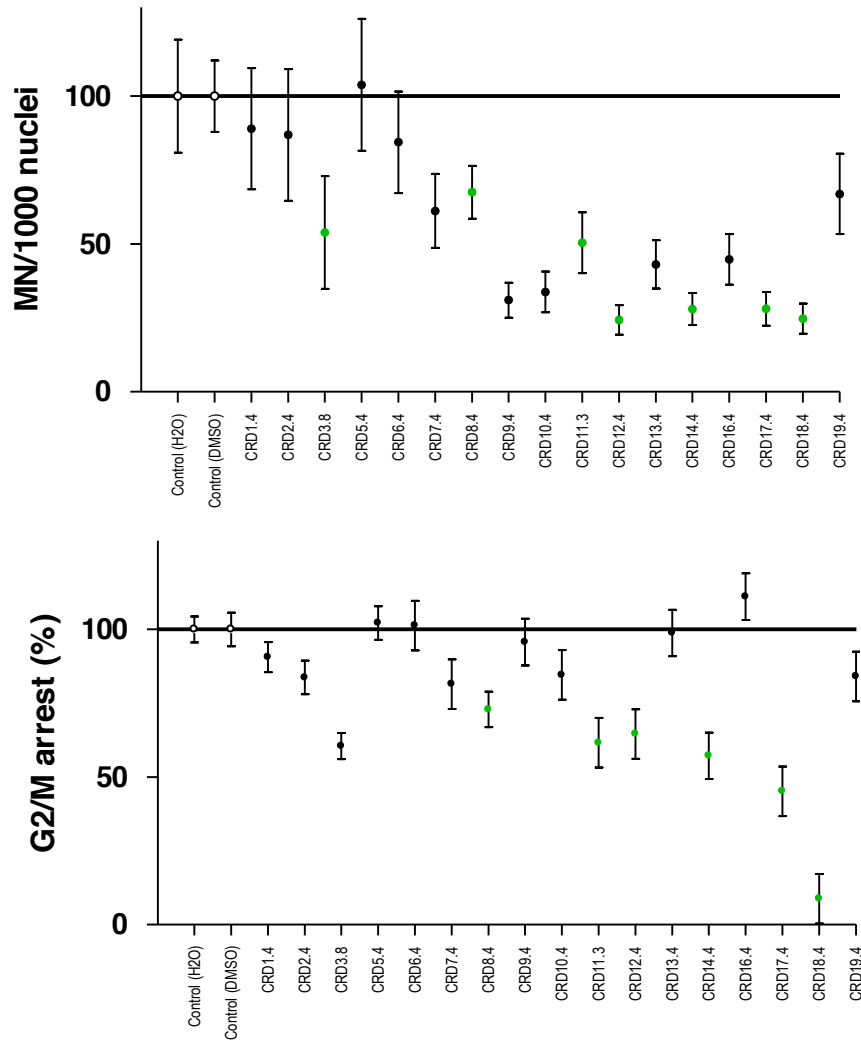 MN/1000 nuclei
100
50
0
Control (H2O)
Control (DMSO)
CRD1.4
CRD2.4
CRD3.8
CRD5.4
CRD6.4
CRD7.4
CRD8.4
CRD9.4
CRD10.4
CRD11.3
CRD12.4
CRD13.4
CRD14.4
CRD16.4
CRD17.4
CRD18.4
CRD19.4
G2/M arrest (%)
100
50
0
Control (H2O)
Control (DMSO)
CRD1.4
CRD2.4
CRD3.8
CRD5.4
CRD6.4
CRD7.4
CRD8.4
CRD9.4
CRD10.4
CRD11.3
CRD12.4
CRD13.4
CRD14.4
CRD16.4
CRD17.4
CRD18.4
CRD19.4